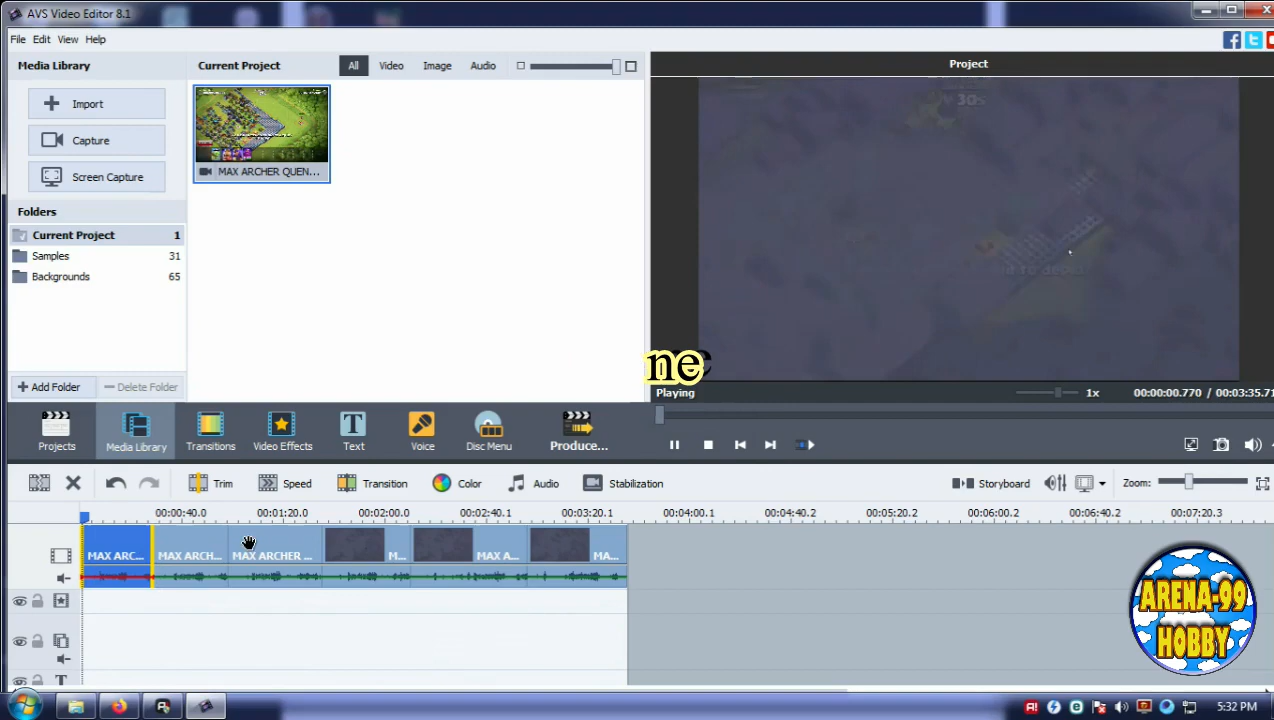 AVS Video Editor 8.1
File Edit View Help
Media Library
Current Project
All Video Image Audio
Project
Import
Capture
Screen Capture
MAX ARCHER QUEN...
Folders
Current Project 1
Samples 31
Backgrounds 65
30s
Add Folder
Delete Folder
ne
Playing
1x
00:00:00.770 / 00:03:35.71
Projects
Media Library
Transitions
Video Effects
Text
Voice
Disc Menu
Produce...
Trim
Speed
Transition
Color
Audio
Stabilization
Storyboard
Zoom:
00:00:40.0 00:01:20.0 00:02:00.0 00:02:40.1 00:03:20.1 00:04:00.1 00:04:40.2 00:05:20.2 00:06:00.2 00:06:40.2 00:07:20.3
MAX ARC... MAX ARCH... MAX ARCHER ... M... MAX A... MA...
T
ARENA-99
HOBBY
5:32 PM